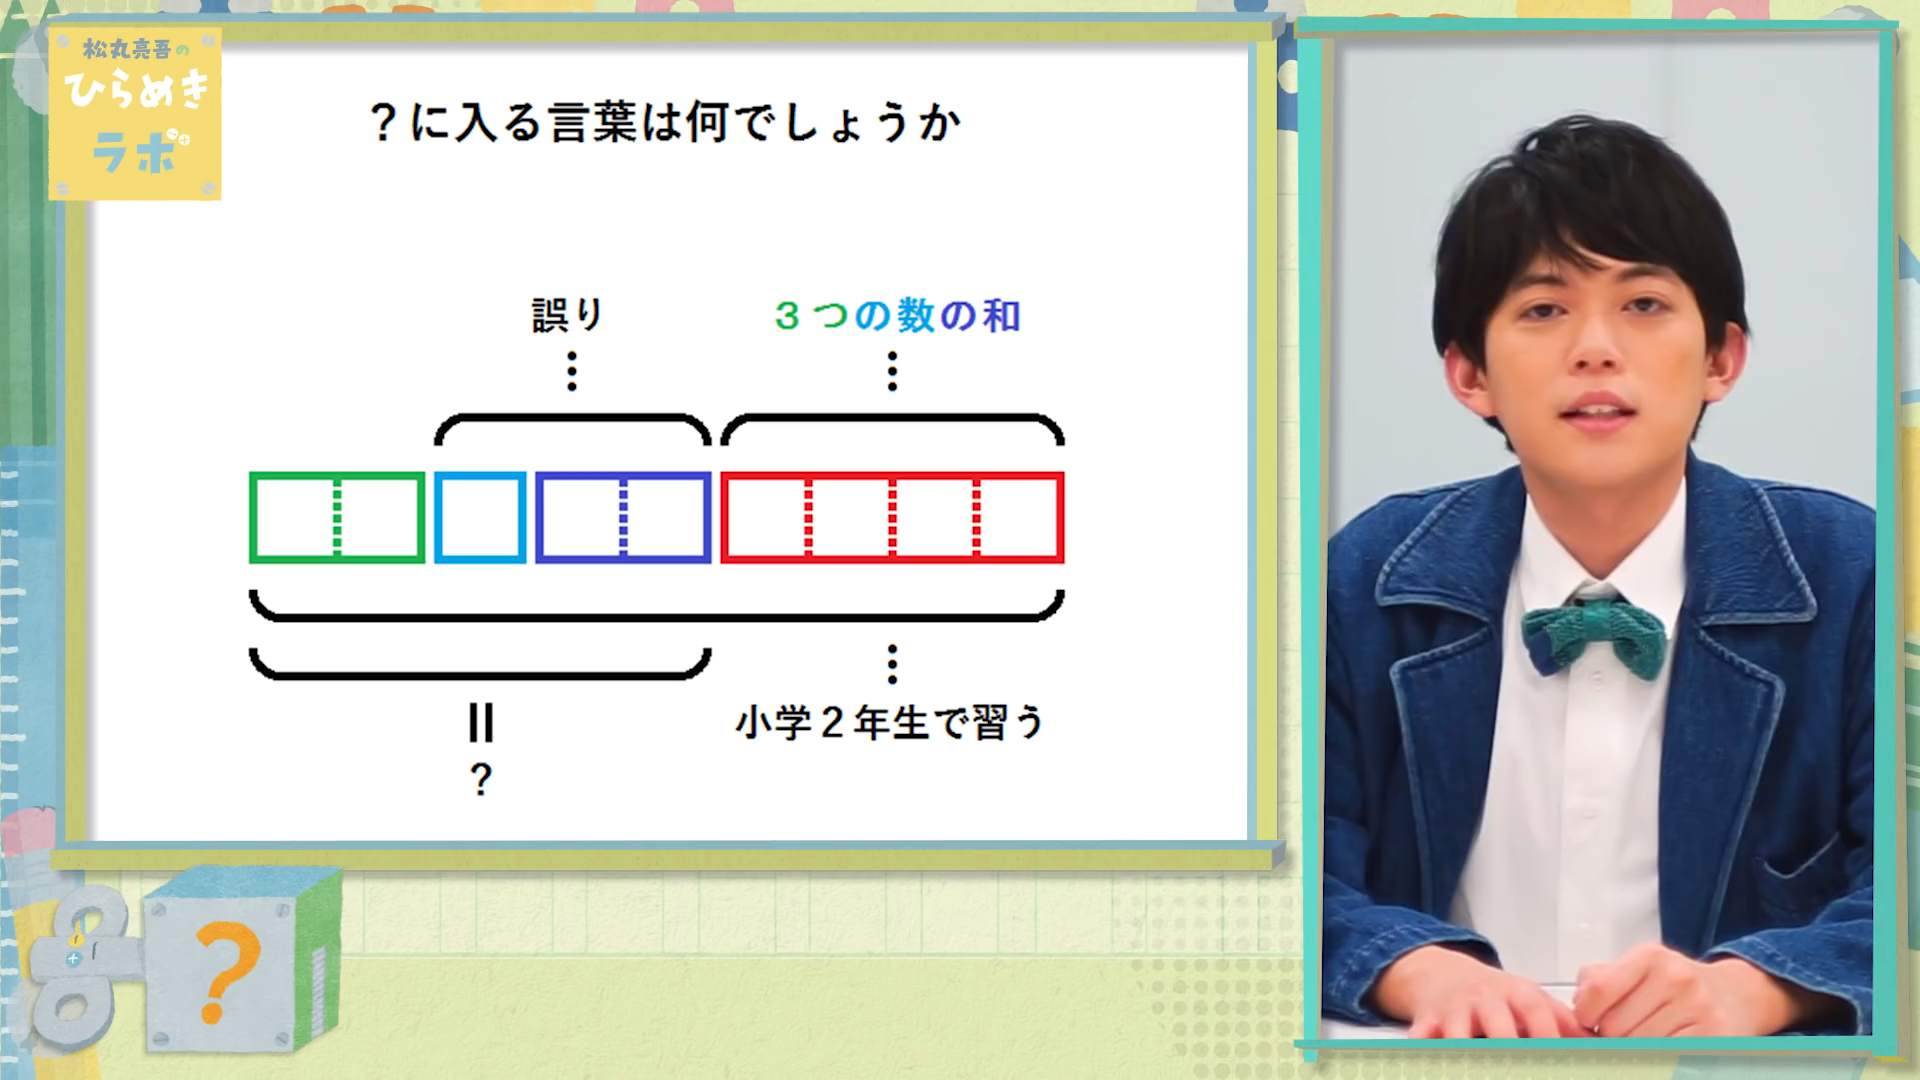 松丸亮吾の
ひらめき
ラボ
？に入る言葉は何でしょうか
誤り
３つの数の和
＝
？
小学２年生で習う
?